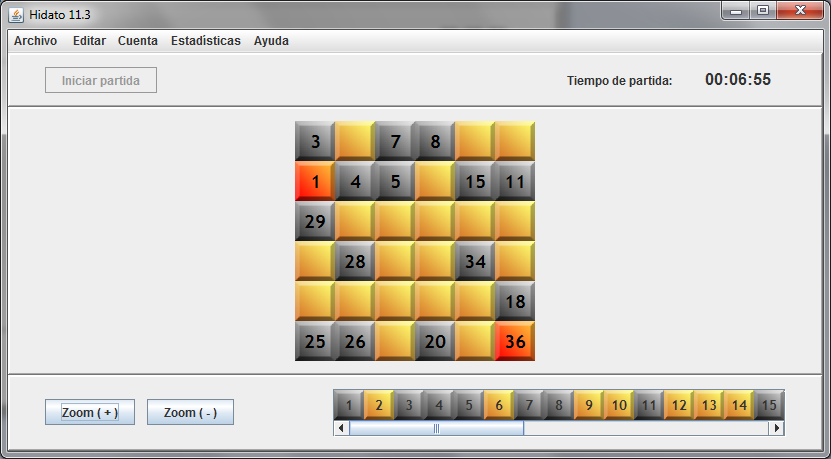 Hidato 11.3
Archivo Editar Cuenta Estadísticas Ayuda
Iniciar partida Tiempo de partida: 00:06:55
3 7 8
1 4 5 15 11
29
28 34
18
25 26 20 36
Zoom ( + ) Zoom ( - ) 1 2 3 4 5 6 7 8 9 10 11 12 13 14 15